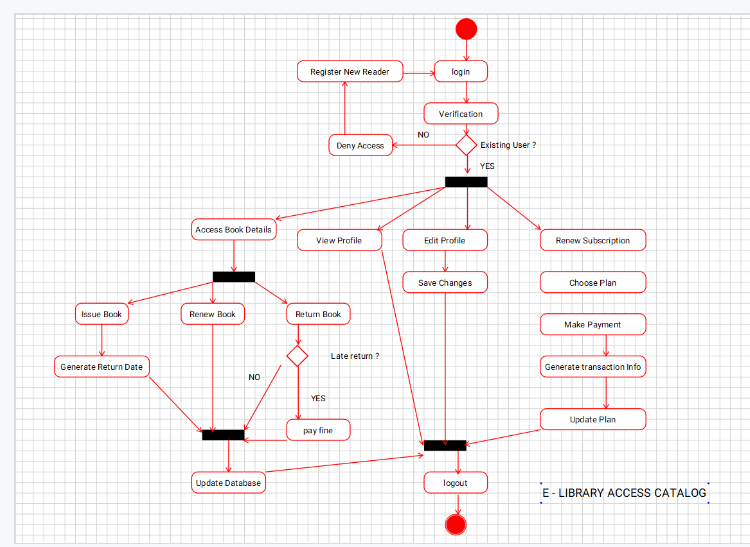 Register New Reader
login
Verification
NO
Deny Access
Existing User ?
YES
Access Book Details
View Profile
Edit Profile
Renew Subscription
Save Changes
Choose Plan
Issue Book
Renew Book
Return Book
Make Payment
Late return ?
Generate Return Date
Generate transaction Info
NO
YES
pay fine
Update Plan
Update Database
logout
E - LIBRARY ACCESS CATALOG